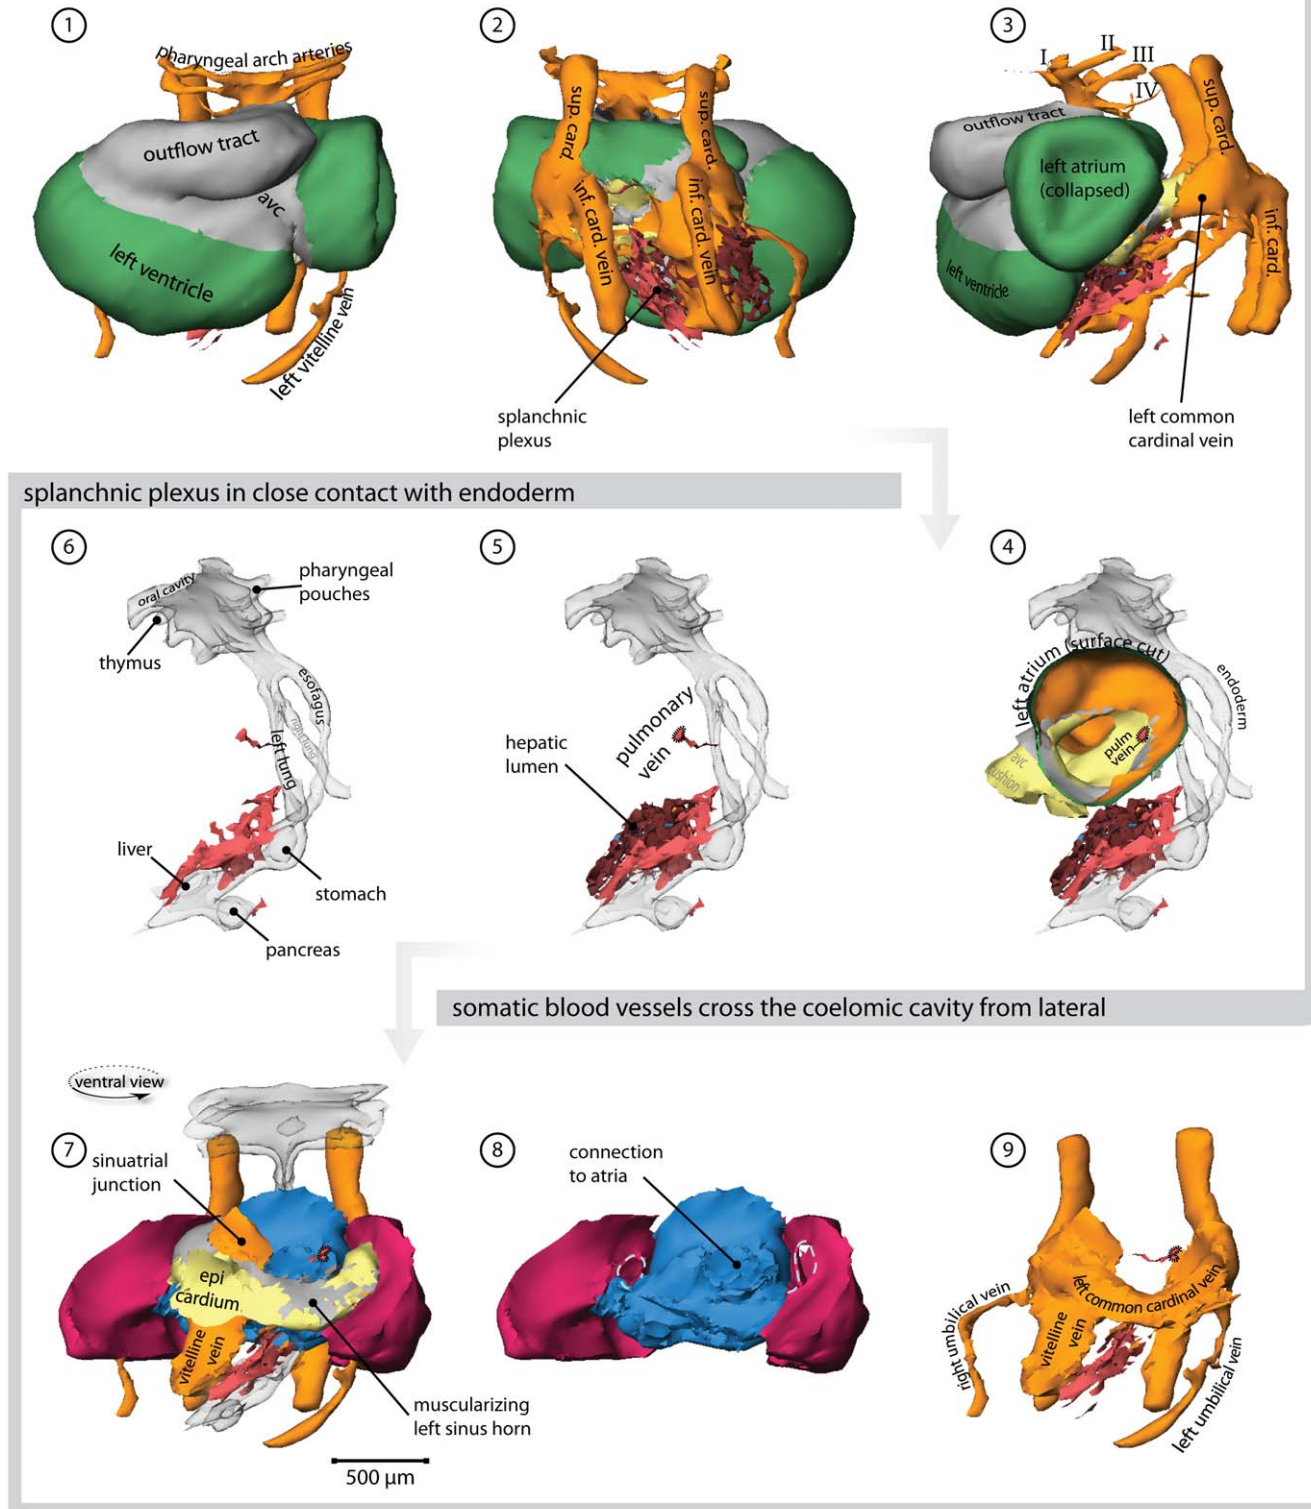 1
pharyngeal arch arteries
outflow tract
avc
left ventricle
left vitelline vein
2
sup. card.
sup. card.
inf. card. vein
inf. card. vein
splanchnic
plexus
3
I
II
III
IV
sup. card.
outflow tract
left atrium
(collapsed)
left ventricle
inf. card.
left common
cardinal vein
splanchnic plexus in close contact with endoderm
6
oral cavity
pharyngeal
pouches
thymus
esofagus
right lung
left lung
liver
stomach
pancreas
5
pulmonary
vein
hepatic
lumen
4
left atrium (surface cut)
endoderm
pulm
vein
avc
cushion
somatic blood vessels cross the coelomic cavity from lateral
ventral view
7
sinuatrial
junction
epi
cardium
vitelline
vein
muscularizing
left sinus horn
500 µm
8
connection
to atria
9
left common cardinal vein
right umbilical vein
vitelline
vein
left umbilical vein